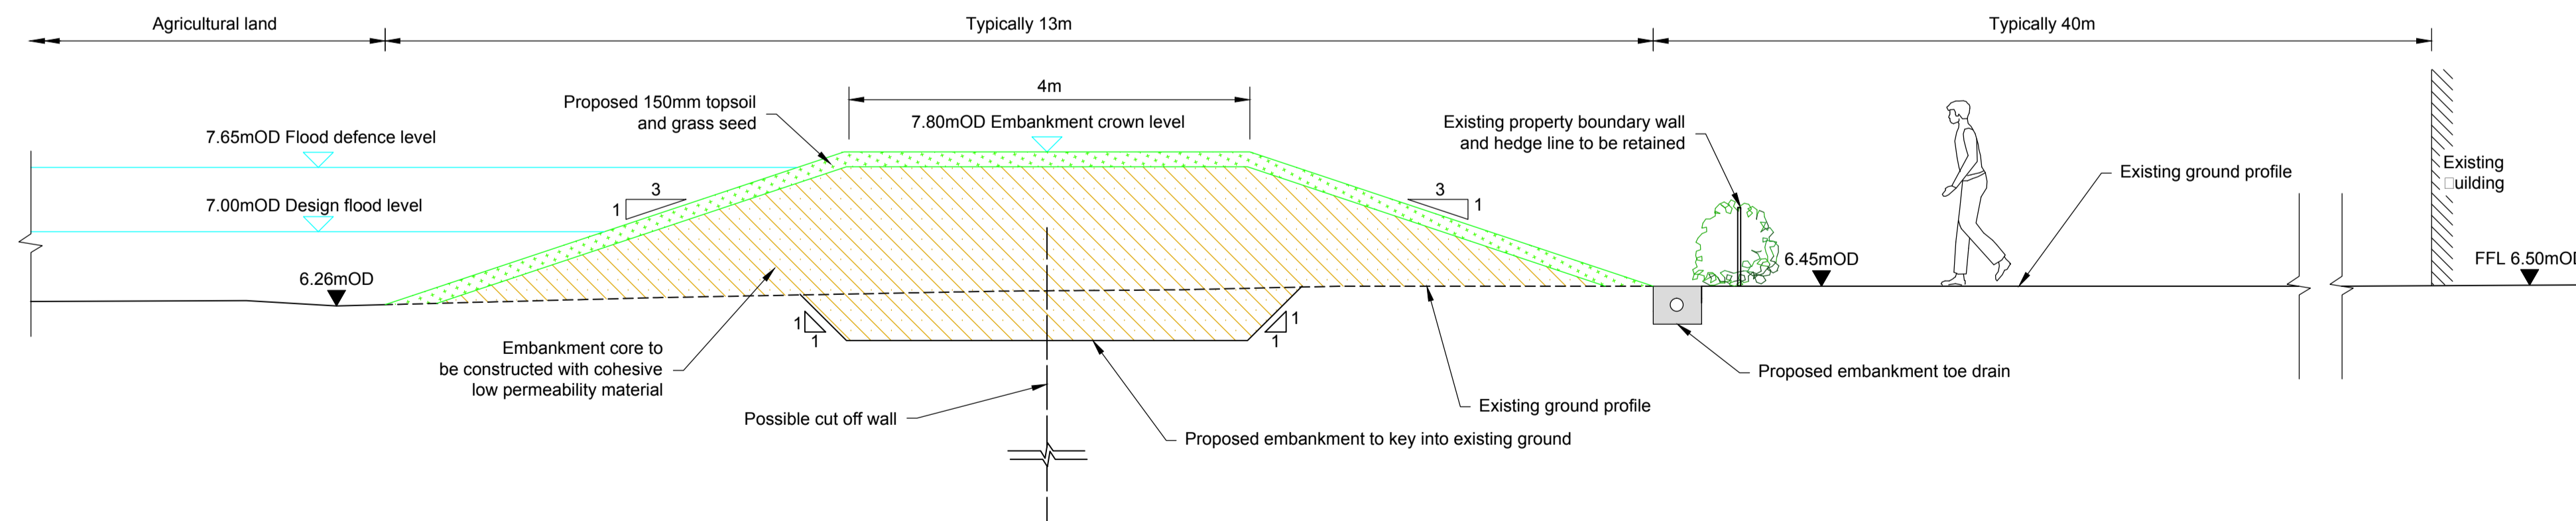 Agricultural land
Typically 13m
Typically 40m
4m
Proposed 150mm topsoil
and grass seed
7.80mOD Embankment crown level
Existing property boundary wall
and hedge line to be retained
7.65mOD Flood defence level
Existing
uilding
Existing ground profile
3
1
3
1
7.00mOD Design flood level
6.26mOD
6.45mOD
FFL 6.50mOD
1
1
1
1
Embankment core to
be constructed with cohesive
low permeability material
Proposed embankment toe drain
Possible cut off wall
Existing ground profile
Proposed embankment to key into existing ground